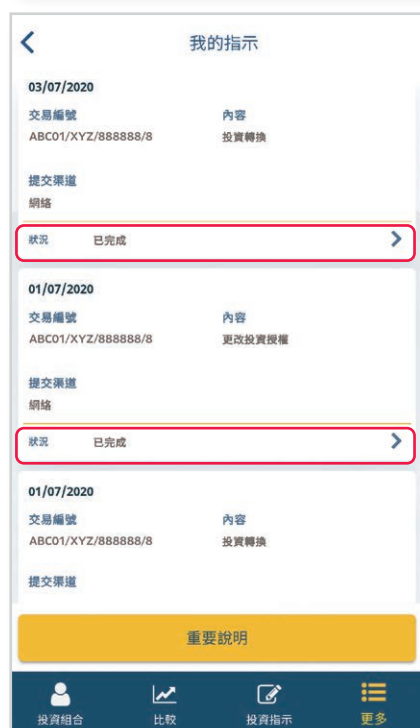 我的指示
03/07/2020
交易編號 內容
ABC01/XYZ/888888/8 投資轉換
提交渠道
網絡
狀況 已完成
01/07/2020
交易編號 內容
ABC01/XYZ/888888/8 更改投資授權
提交渠道
網絡
狀況 已完成
01/07/2020
交易編號 內容
ABC01/XYZ/888888/8 投資轉換
提交渠道
重要說明
投資組合 比較 投資指示 更多